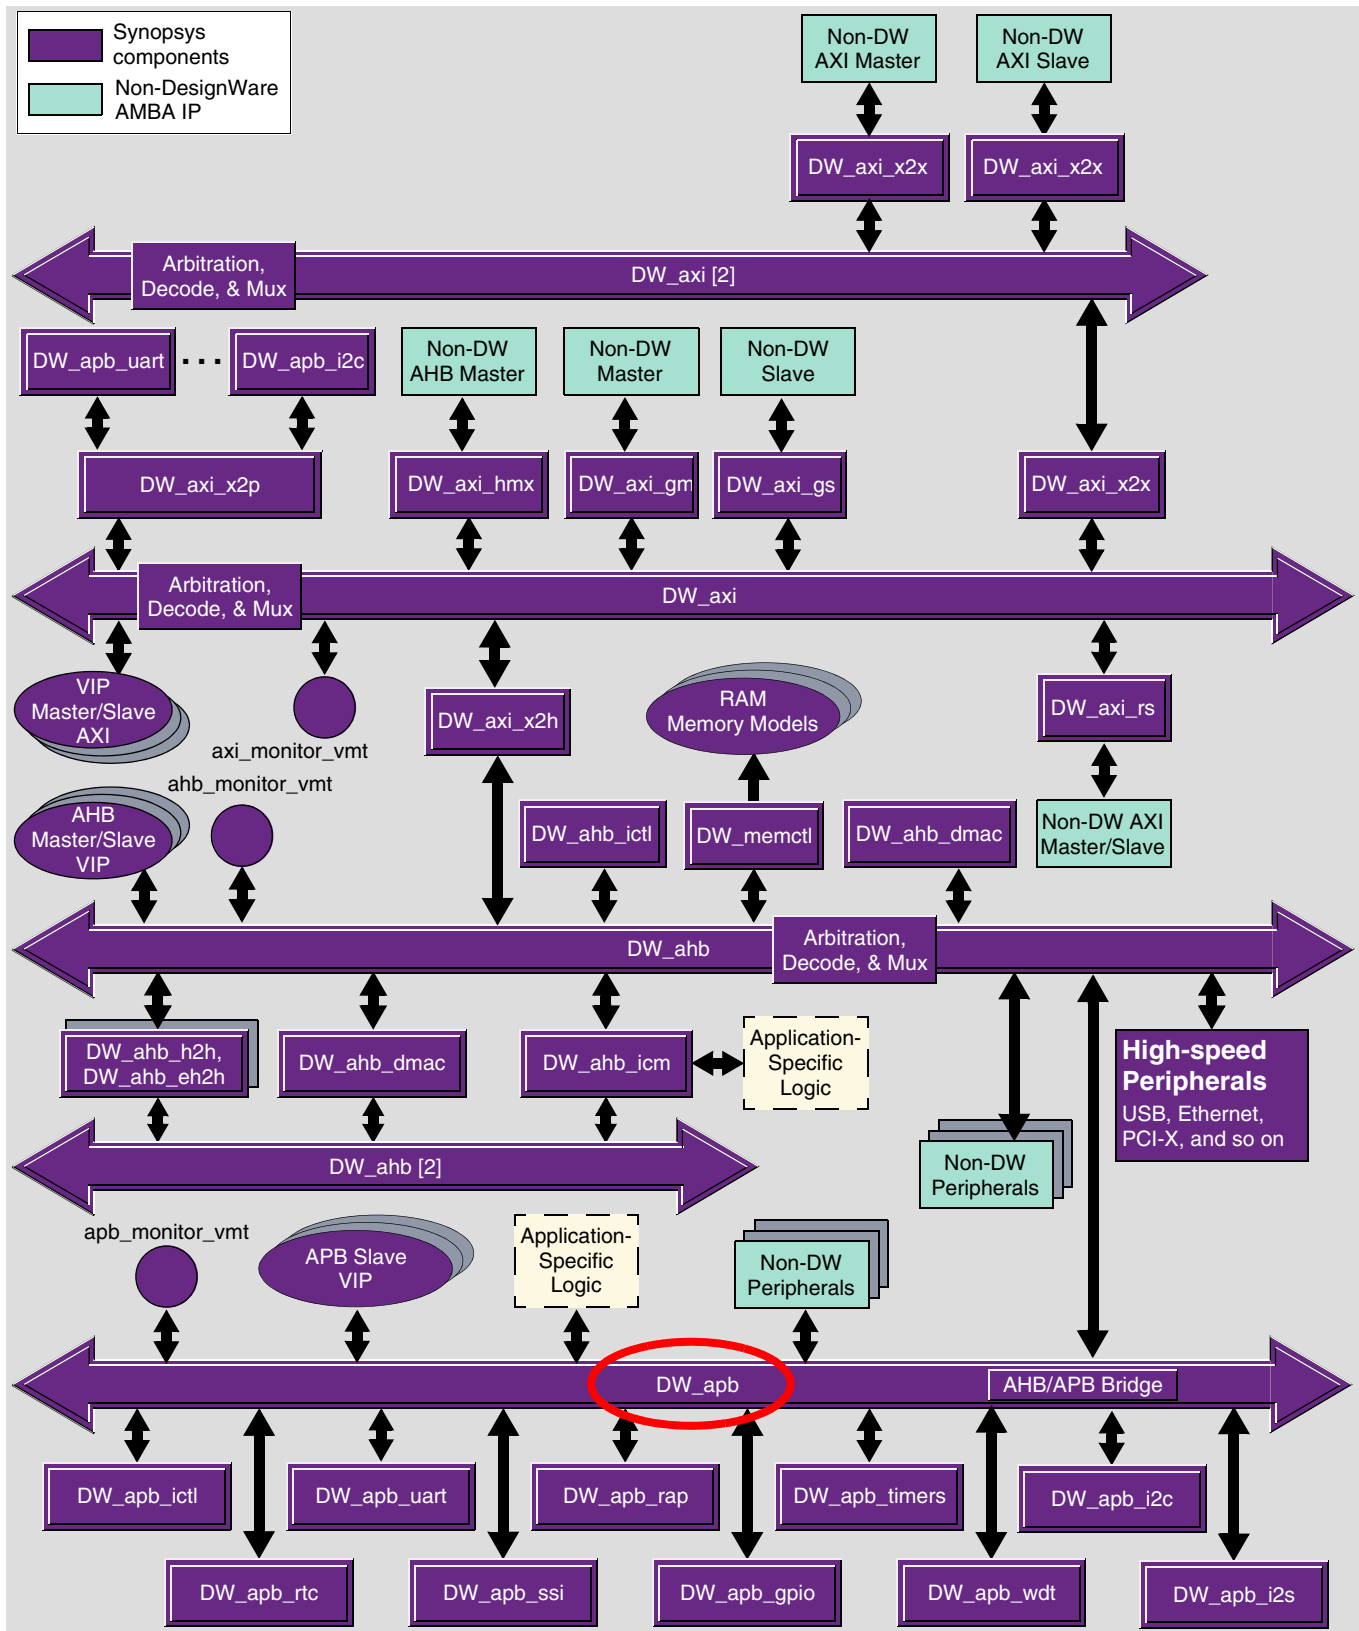 Synopsys
components
Non-DesignWare
AMBA IP
Non-DW
AXI Master
Non-DW
AXI Slave
DW_axi_x2x
DW_axi_x2x
Arbitration,
Decode, & Mux
DW_axi [2]
DW_apb_uart
. . .
DW_apb_i2c
Non-DW
AHB Master
Non-DW
Master
Non-DW
Slave
DW_axi_x2p
DW_axi_hmx
DW_axi_gm
DW_axi_gs
DW_axi_x2x
Arbitration,
Decode, & Mux
DW_axi
VIP
Master/Slave
AXI
axi_monitor_vmt
DW_axi_x2h
RAM
Memory Models
DW_axi_rs
ahb_monitor_vmt
AHB
Master/Slave
VIP
DW_ahb_ictl
DW_memctl
DW_ahb_dmac
Non-DW AXI
Master/Slave
DW_ahb
Arbitration,
Decode, & Mux
DW_ahb_h2h,
DW_ahb_eh2h
DW_ahb_dmac
DW_ahb_icm
Application-
Specific
Logic
High-speed
Peripherals
USB, Ethernet,
PCI-X, and so on
DW_ahb [2]
Non-DW
Peripherals
apb_monitor_vmt
APB Slave
VIP
Application-
Specific
Logic
Non-DW
Peripherals
DW_apb
AHB/APB Bridge
DW_apb_ictl
DW_apb_uart
DW_apb_rap
DW_apb_timers
DW_apb_i2c
DW_apb_rtc
DW_apb_ssi
DW_apb_gpio
DW_apb_wdt
DW_apb_i2s